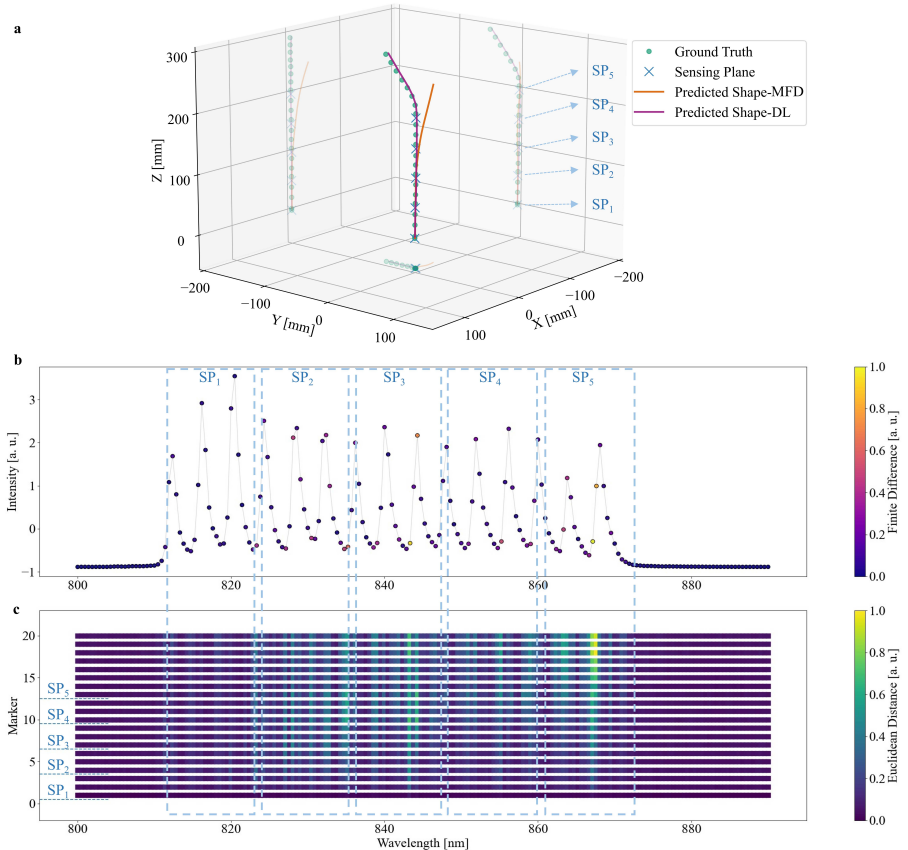 a
Ground Truth
Sensing Plane
Predicted Shape-MFD
Predicted Shape-DL
SP5
SP4
SP3
SP2
SP1
300
200
100
0
Z [mm]
−200
−100
0
100
Y [mm]
100
0
−100
−200
X [mm]
b
SP1 SP2 SP3 SP4 SP5
3
2
1
0
−1
Intensity [a. u.]
800 820 840 860 880
1.0
0.8
0.6
0.4
0.2
0.0
Finite Difference [a. u.]
c
20
15
10
5
0
Marker
SP5
SP4
SP3
SP2
SP1
800 820 840 860 880
Wavelength [nm]
1.0
0.8
0.6
0.4
0.2
0.0
Euclidean Distance [a. u.]